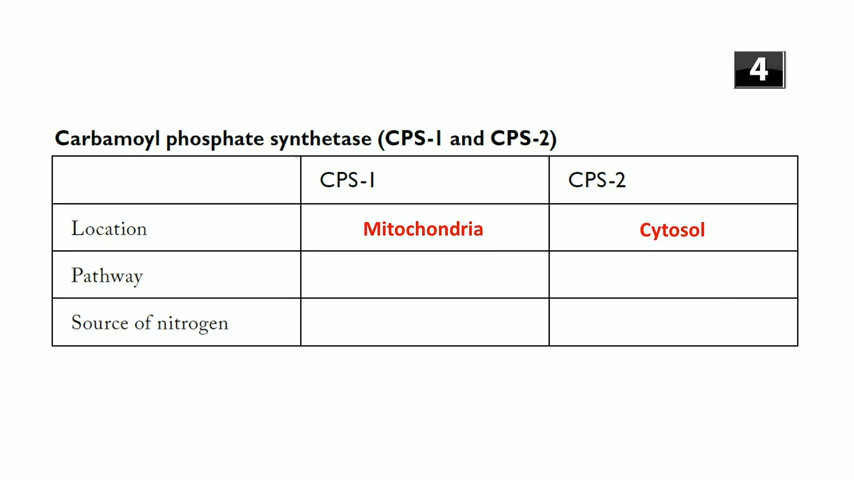 4
Carbamoyl phosphate synthetase (CPS-1 and CPS-2)
CPS-1 CPS-2
Location Mitochondria Cytosol
Pathway
Source of nitrogen